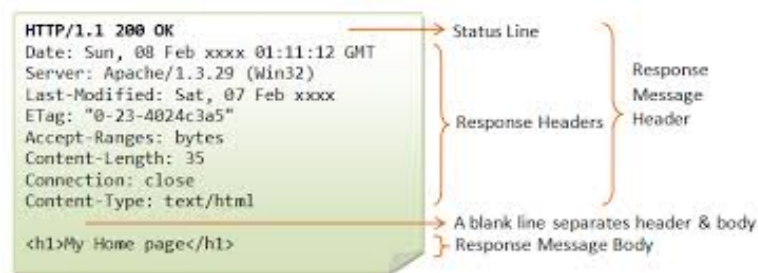 HTTP/1.1 200 OK
Date: Sun, 08 Feb xxxx 01:11:12 GMT
Server: Apache/1.3.29 (Win32)
Last-Modified: Sat, 07 Feb xxxx
ETag: "0-23-4024c3a5"
Accept-Ranges: bytes
Content-Length: 35
Connection: close
Content-Type: text/html
<h1>My Home page</h1>
Status Line
Response Headers
A blank line separates header & body
Response Message Body
Response
Message
Header